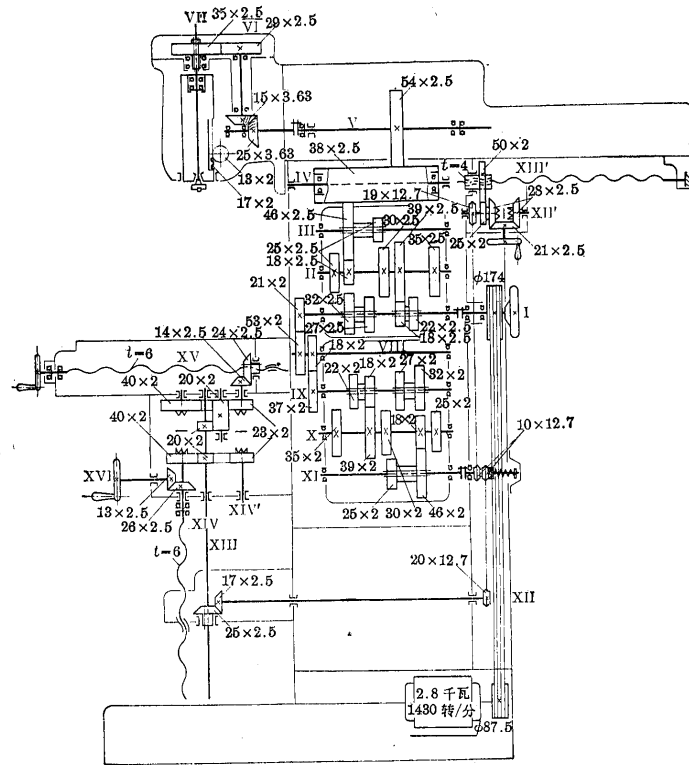 VII
35×2.5
VI
29×2.5
15×3.63
54×2.5
V
38×2.5
50×2
25×3.63
IV
t=4
XIII'
18×2
19×12.7
28×2.5
17×2
46×2.5
30×2.5
39×2.5
XII'
III
25×2
21×2.5
25×2.5
35×2.5
18×2.5
II
φ174
21×2
32×2.5
I
53×2
27×2.5
22×2.5
14×2.5
24×2.5
18×2
VIII
18×2.5
t=6
XV
18×2
27×2
20×2
IX
22×2
32×2
40×2
37×2
25×2
40×2
18×2
10×12.7
20×2
23×2
X
35×2
XVI
39×2
XI
13×2.5
XIV'
25×2
30×2
46×2
26×2.5
XIV
t=6
XIII
20×12.7
17×2.5
XII
25×2.5
2.8 千瓦
1430 转/分
φ87.5